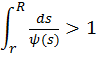 ∫_r^R ds/ψ(s) > 1